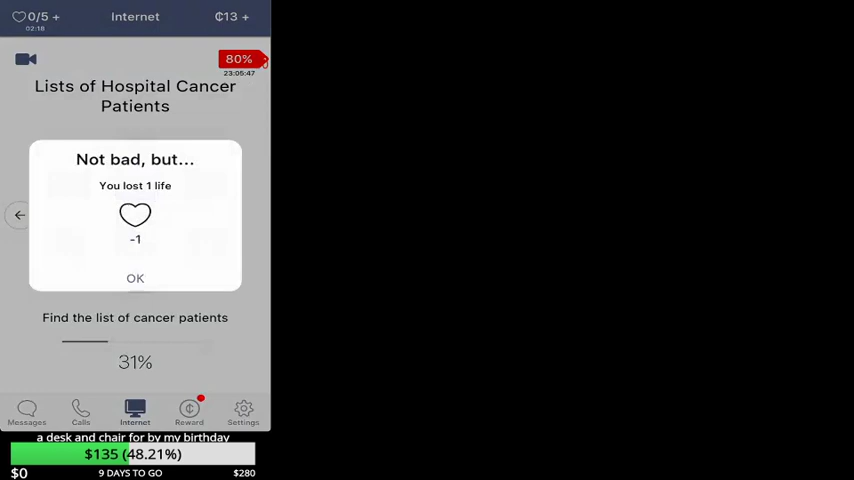 0/5 +
Internet
₵13 +
02:18
80%
23:05:47
Lists of Hospital Cancer
Patients
Not bad, but...
You lost 1 life
-1
OK
Find the list of cancer patients
31%
Messages
Calls
Internet
Reward
Settings
a desk and chair for by my birthday
$135 (48.21%)
$0
9 DAYS TO GO
$280